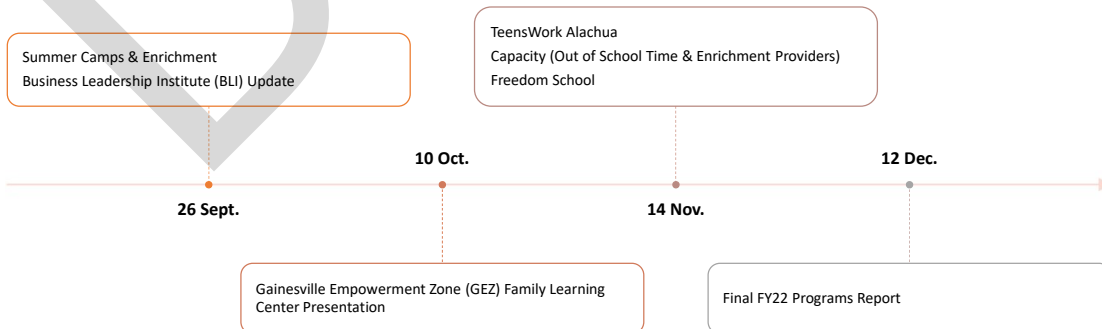 TeensWork Alachua
Capacity (Out of School Time & Enrichment Providers)
Freedom School
Summer Camps & Enrichment
Business Leadership Institute (BLI) Update
10 Oct.
12 Dec.
26 Sept.
14 Nov.
Gainesville Empowerment Zone (GEZ) Family Learning
Center Presentation
Final FY22 Programs Report